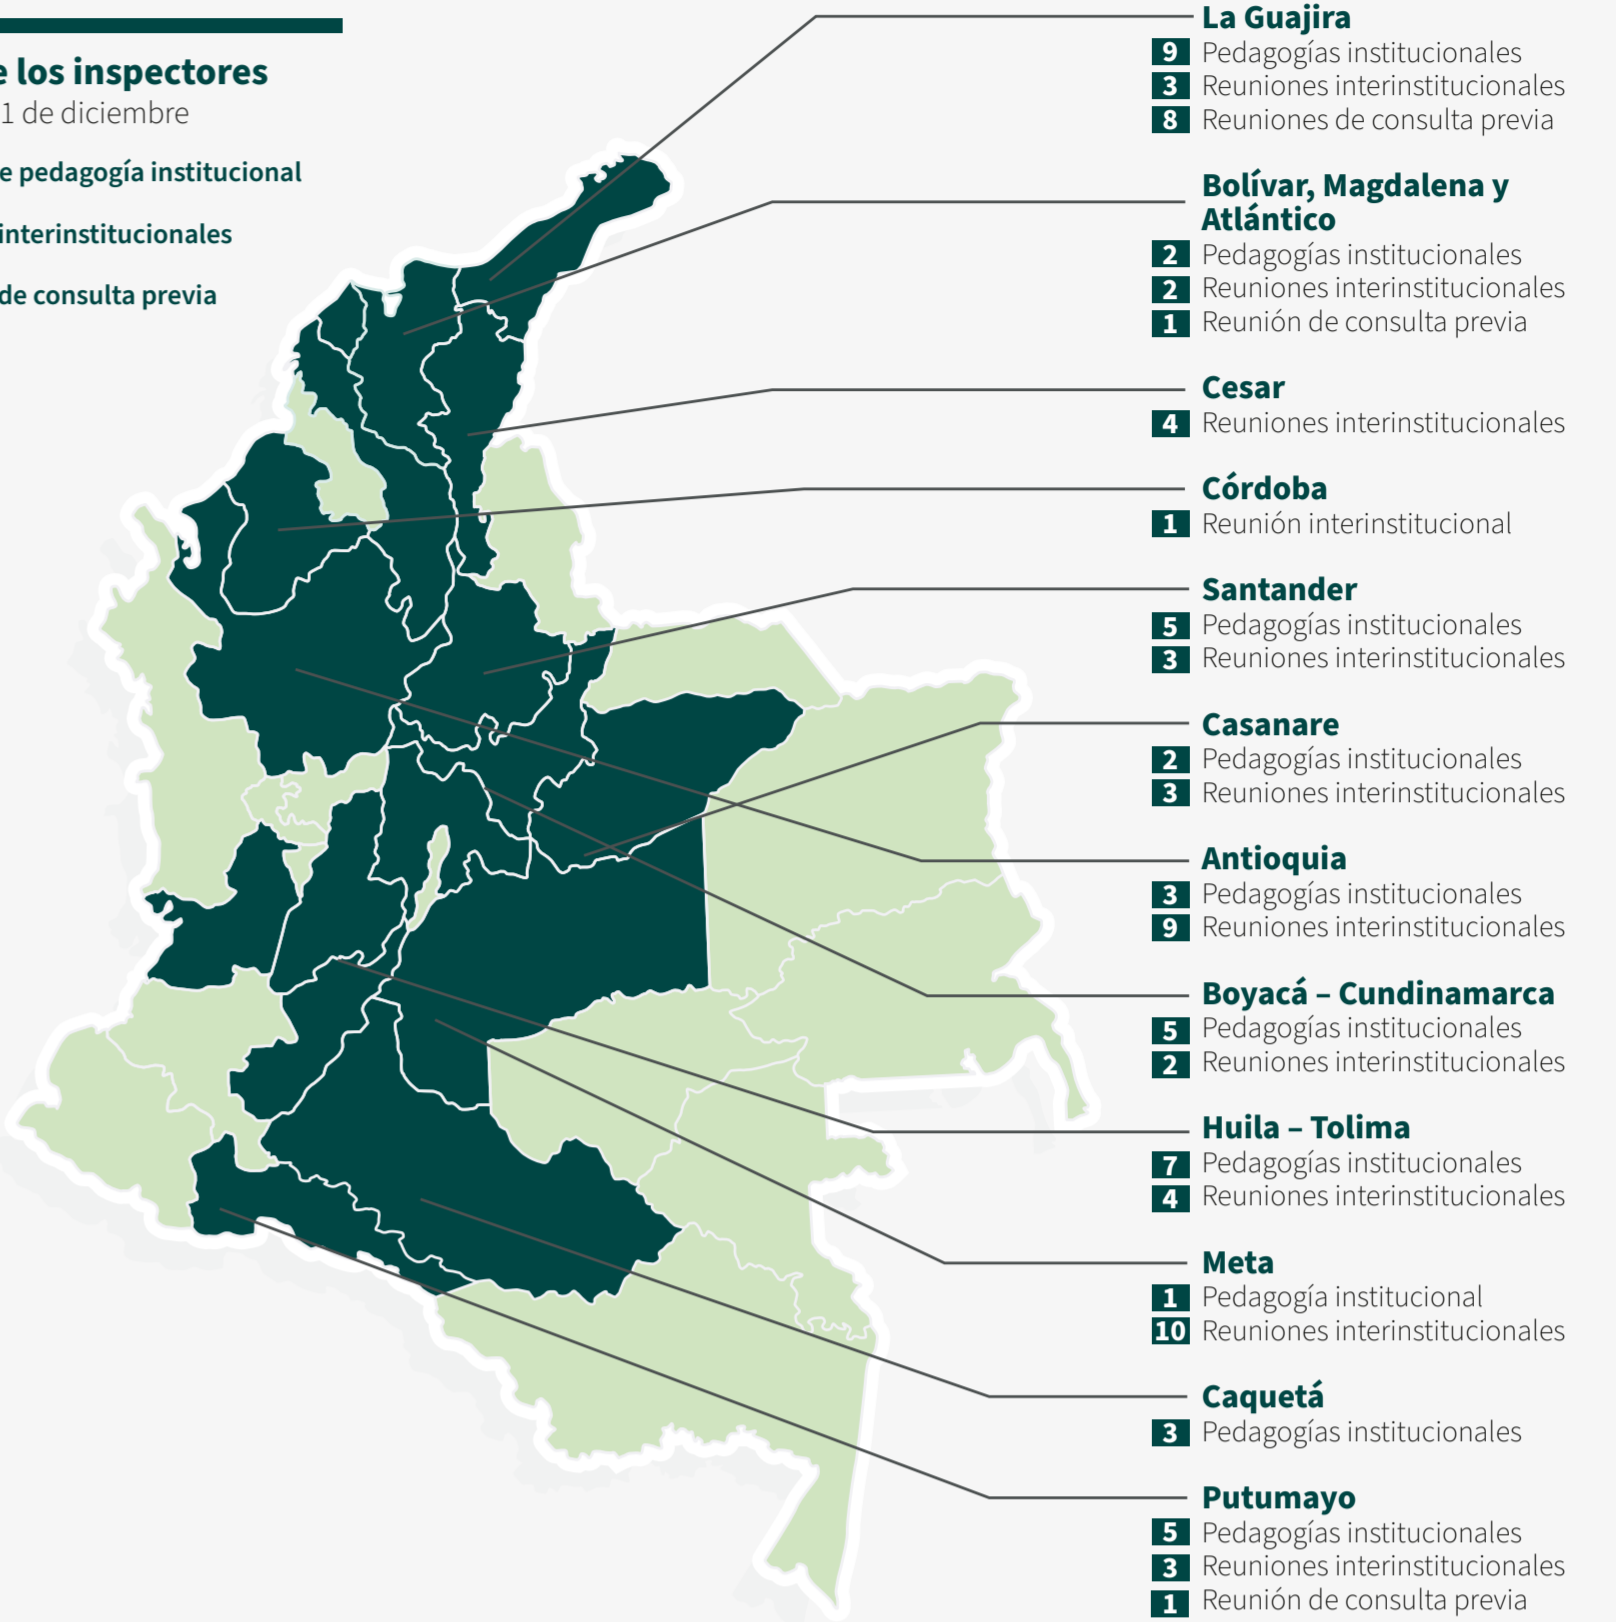 e los inspectores
1 de diciembre
e pedagogía institucional
interinstitucionales
de consulta previa
La Guajira
9 Pedagogías institucionales
3 Reuniones interinstitucionales
8 Reuniones de consulta previa
Bolívar, Magdalena y
Atlántico
2 Pedagogías institucionales
2 Reuniones interinstitucionales
1 Reunión de consulta previa
Cesar
4 Reuniones interinstitucionales
Córdoba
1 Reunión interinstitucional
Santander
5 Pedagogías institucionales
3 Reuniones interinstitucionales
Casanare
2 Pedagogías institucionales
3 Reuniones interinstitucionales
Antioquia
3 Pedagogías institucionales
9 Reuniones interinstitucionales
Boyacá – Cundinamarca
5 Pedagogías institucionales
2 Reuniones interinstitucionales
Huila – Tolima
7 Pedagogías institucionales
4 Reuniones interinstitucionales
Meta
1 Pedagogía institucional
10 Reuniones interinstitucionales
Caquetá
3 Pedagogías institucionales
Putumayo
5 Pedagogías institucionales
3 Reuniones interinstitucionales
1 Reunión de consulta previa